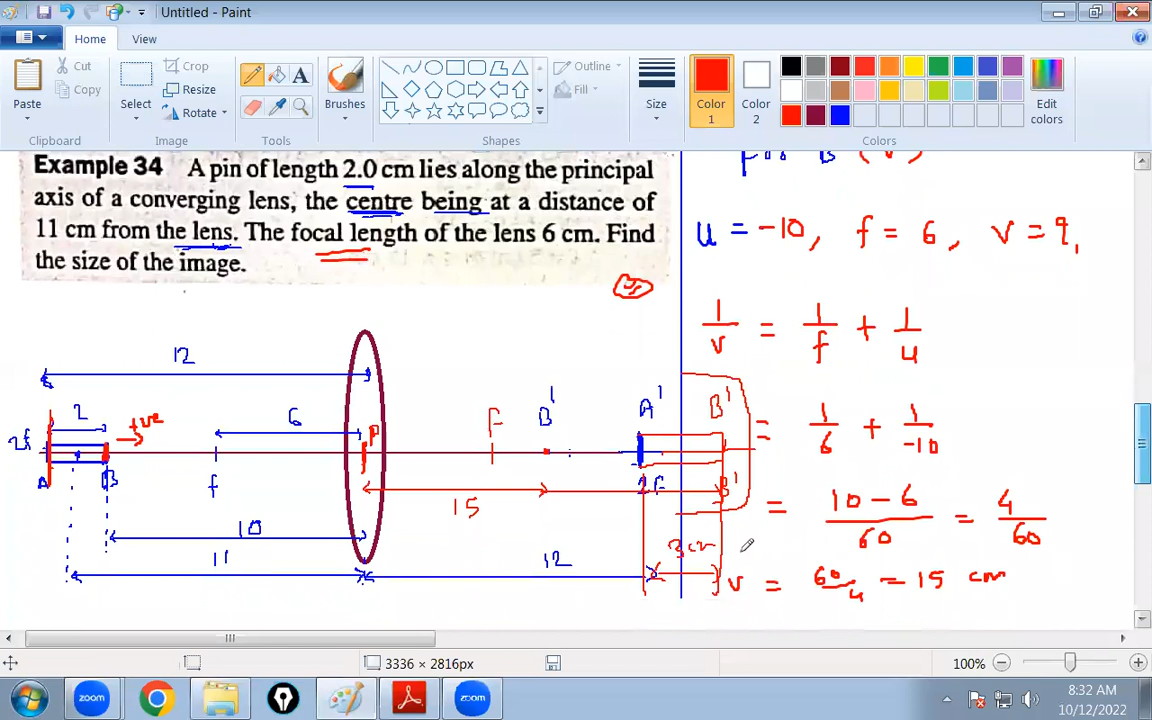 Untitled - Paint
Home View
Paste
Cut
Copy
Clipboard
Select
Crop
Resize
Rotate
Image
A
Tools
Brushes
Outline
Fill
Shapes
Size
Color 1
Color 2
Edit colors
Colors
Example 34 A pin of length 2.0 cm lies along the principal
axis of a converging lens, the centre being at a distance of
11 cm from the lens. The focal length of the lens 6 cm. Find
the size of the image.
12
2
+ve
6
P
F
B'
A'
B'
2f
A
B
f
15
2F
B'
10
11
12
3cm
B (v)
u = -10, f = 6, v = ?,
1/v = 1/f + 1/u
= 1/6 + 1/-10
= 10 - 6/60 = 4/60
v = 60/4 = 15 cm
3336 × 2816px
100%
zoom
zoom
8:32 AM
10/12/2022